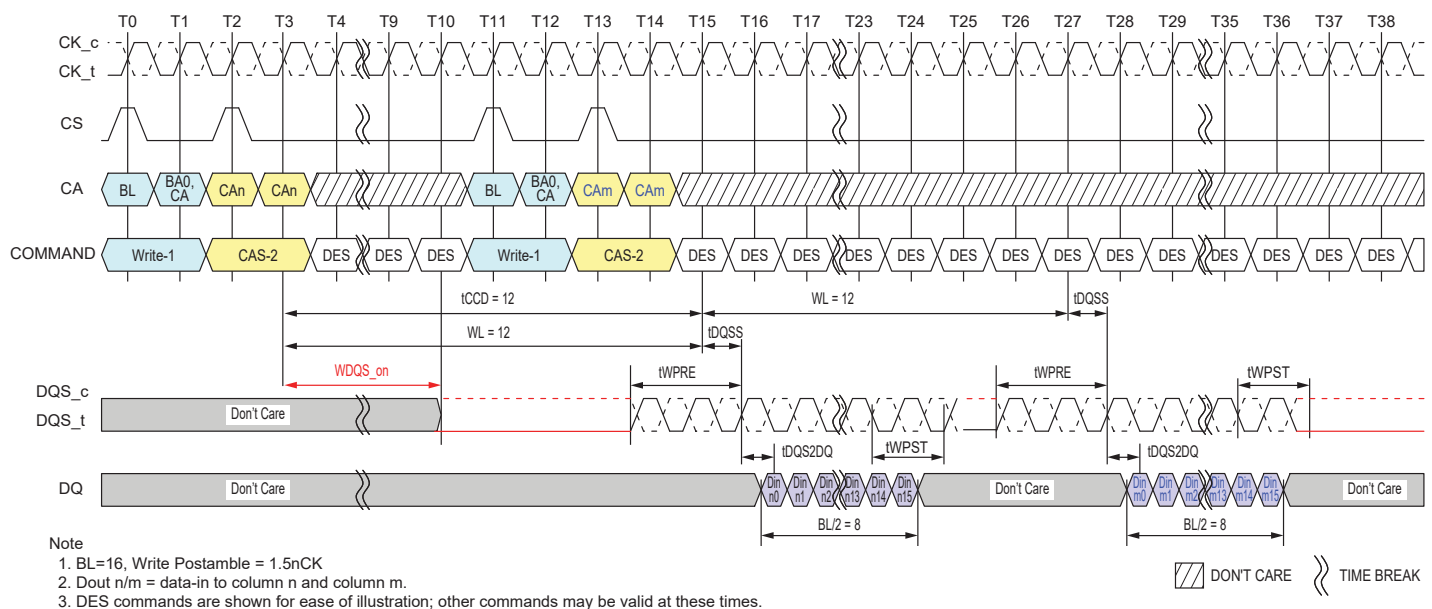 T0 T1 T2 T3 T4 T9 T10 T11 T12 T13 T14 T15 T16 T17 T23 T24 T25 T26 T27 T28 T29 T35 T36 T37 T38
CK_c
CK_t
CS
CA BL BA0, CA CAn CAn BL BA0, CA CAm CAm
COMMAND Write-1 CAS-2 DES DES DES Write-1 CAS-2 DES DES DES DES DES DES DES DES DES DES DES DES DES DES
tCCD = 12 WL = 12 tDQSS
WL = 12 tDQSS
WDQS_on tWPRE tWPRE tWPST
DQS_c
DQS_t Don't Care
tDQS2DQ tWPST tDQS2DQ
DQ Don't Care Din n0 Din n1 Din n2 Din n13 Din n14 Din n15 Don't Care Din m0 Din m1 Din m2 Din m13 Din m14 Din m15 Don't Care
BL/2 = 8 BL/2 = 8
Note
1. BL=16, Write Postamble = 1.5nCK
2. Dout n/m = data-in to column n and column m.
3. DES commands are shown for ease of illustration; other commands may be valid at these times.
DON'T CARE TIME BREAK